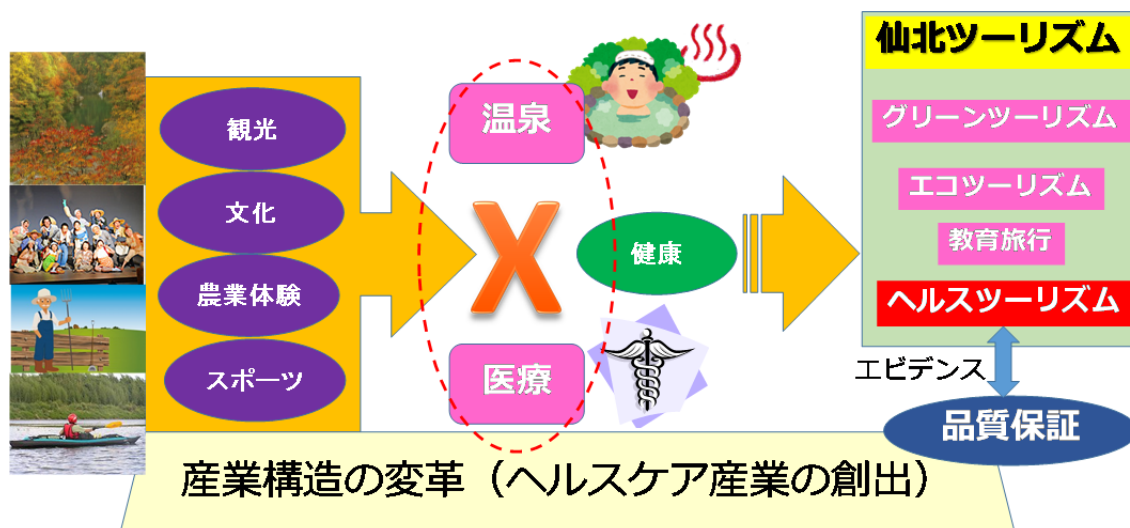 観光
文化
農業体験
スポーツ
温泉
X
医療
健康
仙北ツーリズム
グリーンツーリズム
エコツーリズム
教育旅行
ヘルスツーリズム
エビデンス
品質保証
産業構造の変革（ヘルスケア産業の創出）